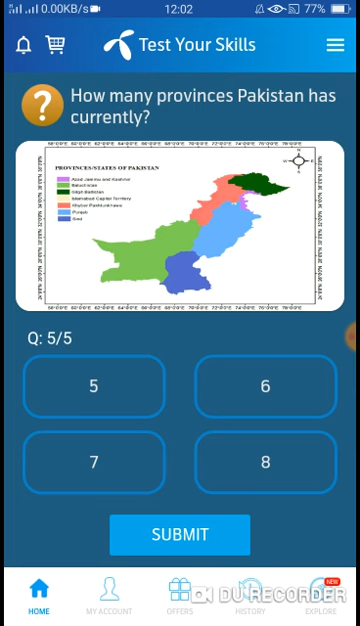 0.00KB/s
12:02
77%
Test Your Skills
How many provinces Pakistan has
currently?
PROVINCES/STATES OF PAKISTAN
Azad Jammu and Kashmir
Balochistan
Gilgit Baltistan
Islamabad Capital Territory
Khyber Pakhtunkhawa
Punjab
Sind
Q: 5/5
5
6
7
8
SUBMIT
NEW
HOME
MY ACCOUNT
OFFERS
HISTORY
EXPLORE
DU RECORDER